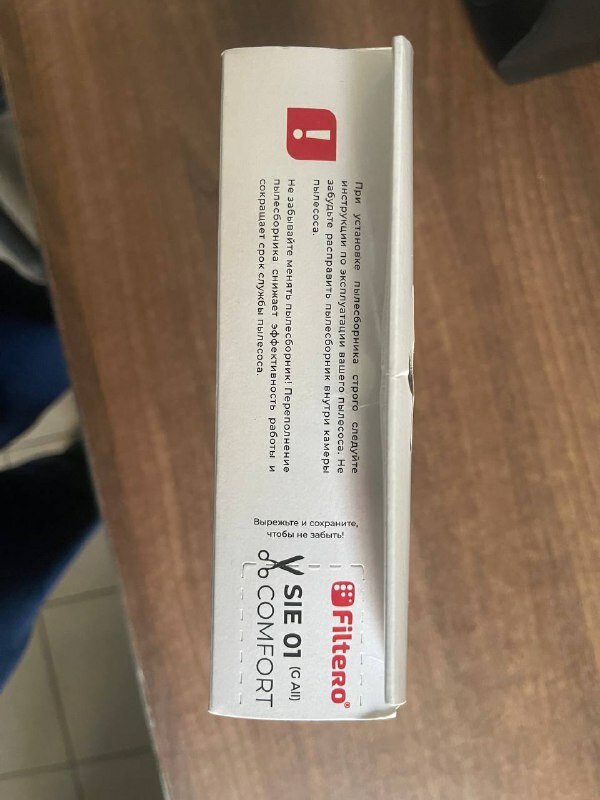 !
При установке пылесборника строго следуйте
инструкции по эксплуатации вашего пылесоса. Не
забудьте расправить пылесборник внутри камеры
пылесоса.
Не забывайте менять пылесборник! Переполнение
пылесборника снижает эффективность работы и
сокращает срок службы пылесоса.
Вырежьте и сохраните,
чтобы не забыть!
Filtero®
SIE 01 (G All)
COMFORT